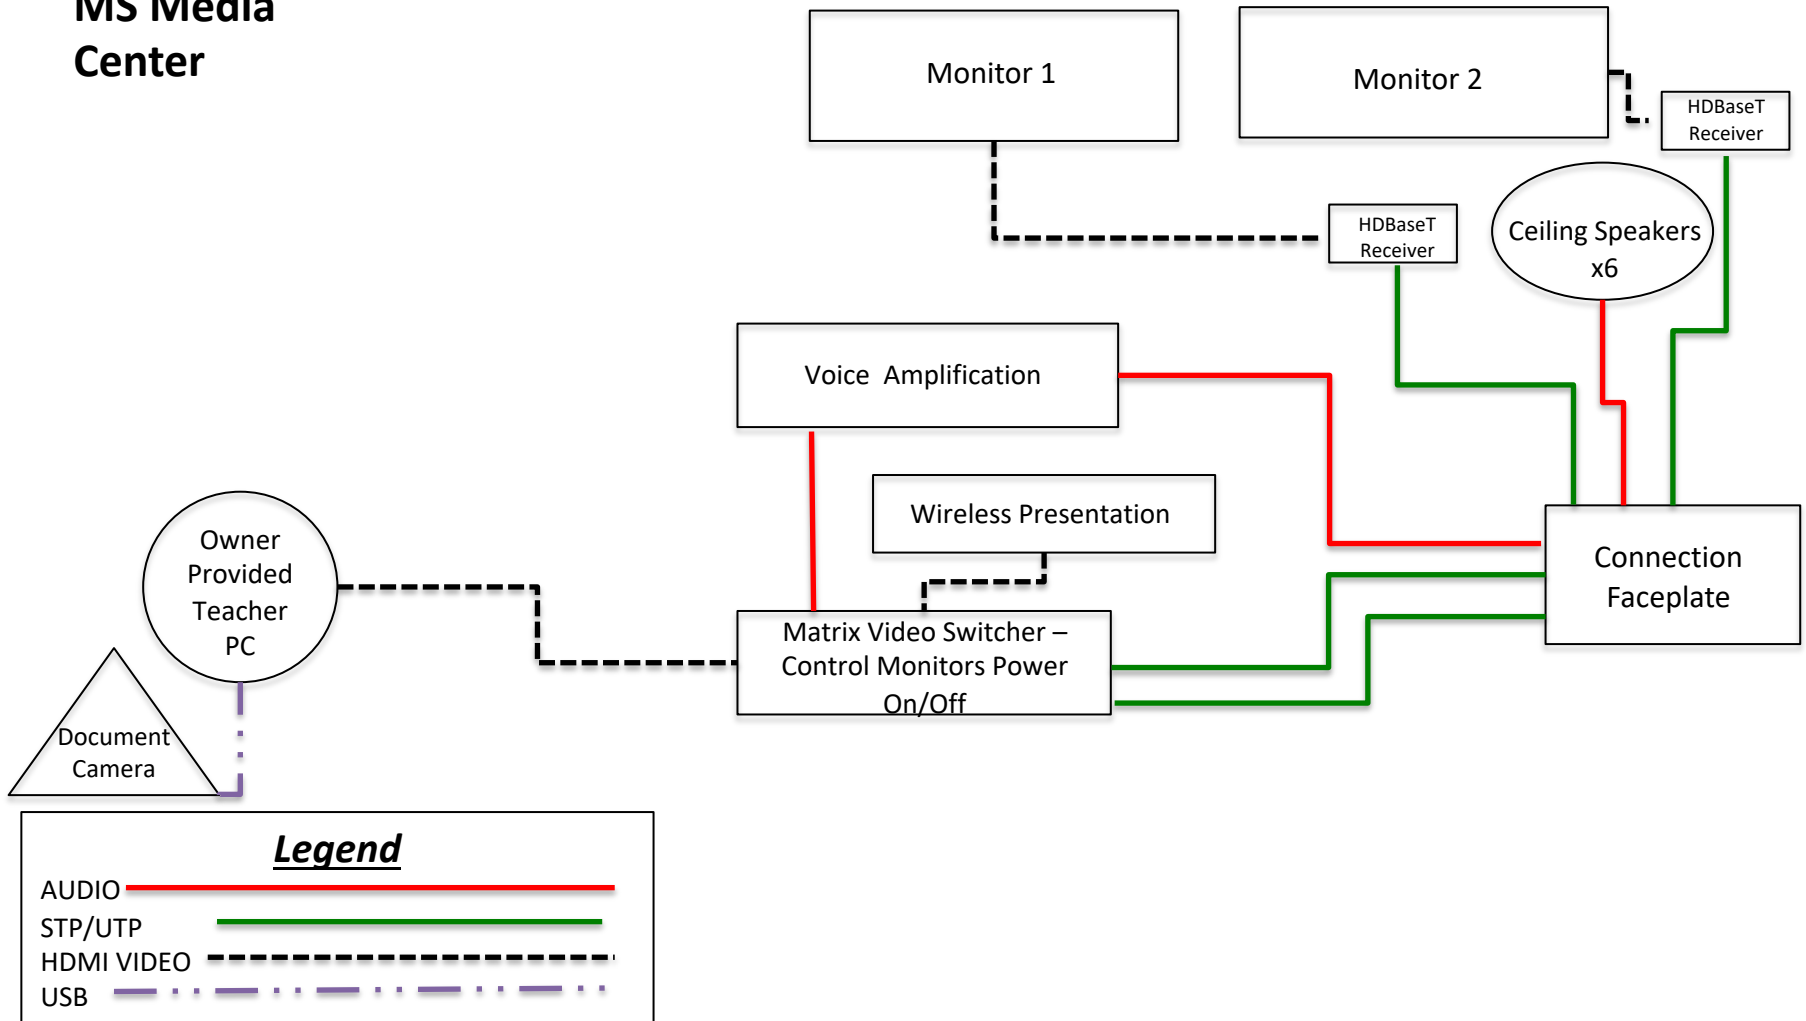 MS Media
Center
Monitor 1
Monitor 2
HDBaseT
Receiver
HDBaseT
Receiver
Ceiling Speakers
x6
Voice  Amplification
Wireless Presentation
Owner
Provided
Teacher
PC
Connection
Faceplate
Matrix Video Switcher –
Control Monitors Power
On/Off
Document
Camera
Legend
AUDIO
STP/UTP
HDMI VIDEO
USB